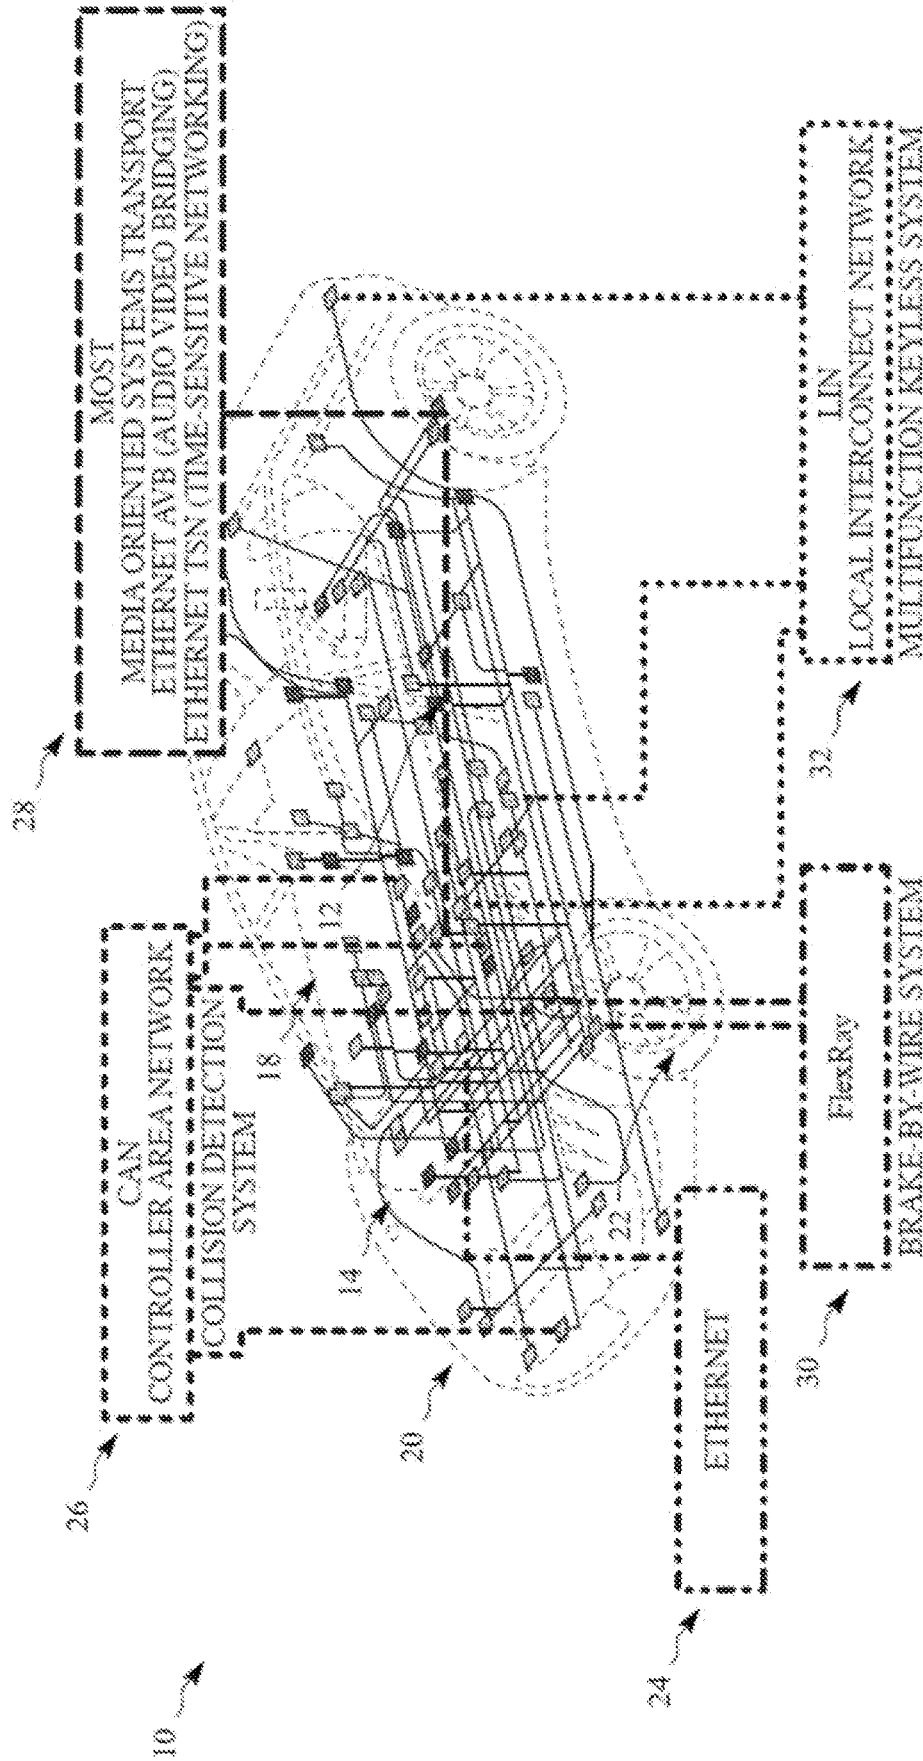 10
26
CAN
CONTROLLER AREA NETWORK
COLLISION DETECTION
SYSTEM
28
MOST
MEDIA ORIENTED SYSTEMS TRANSPORT
ETHERNET AVB (AUDIO VIDEO BRIDGING)
ETHERNET TSN (TIME-SENSITIVE NETWORKING)
20
14
18
12
22
24
ETHERNET
30
FlexRay
BRAKE-BY-WIRE SYSTEM
32
LIN
LOCAL INTERCONNECT NETWORK
MULTIFUNCTION KEYLESS SYSTEM